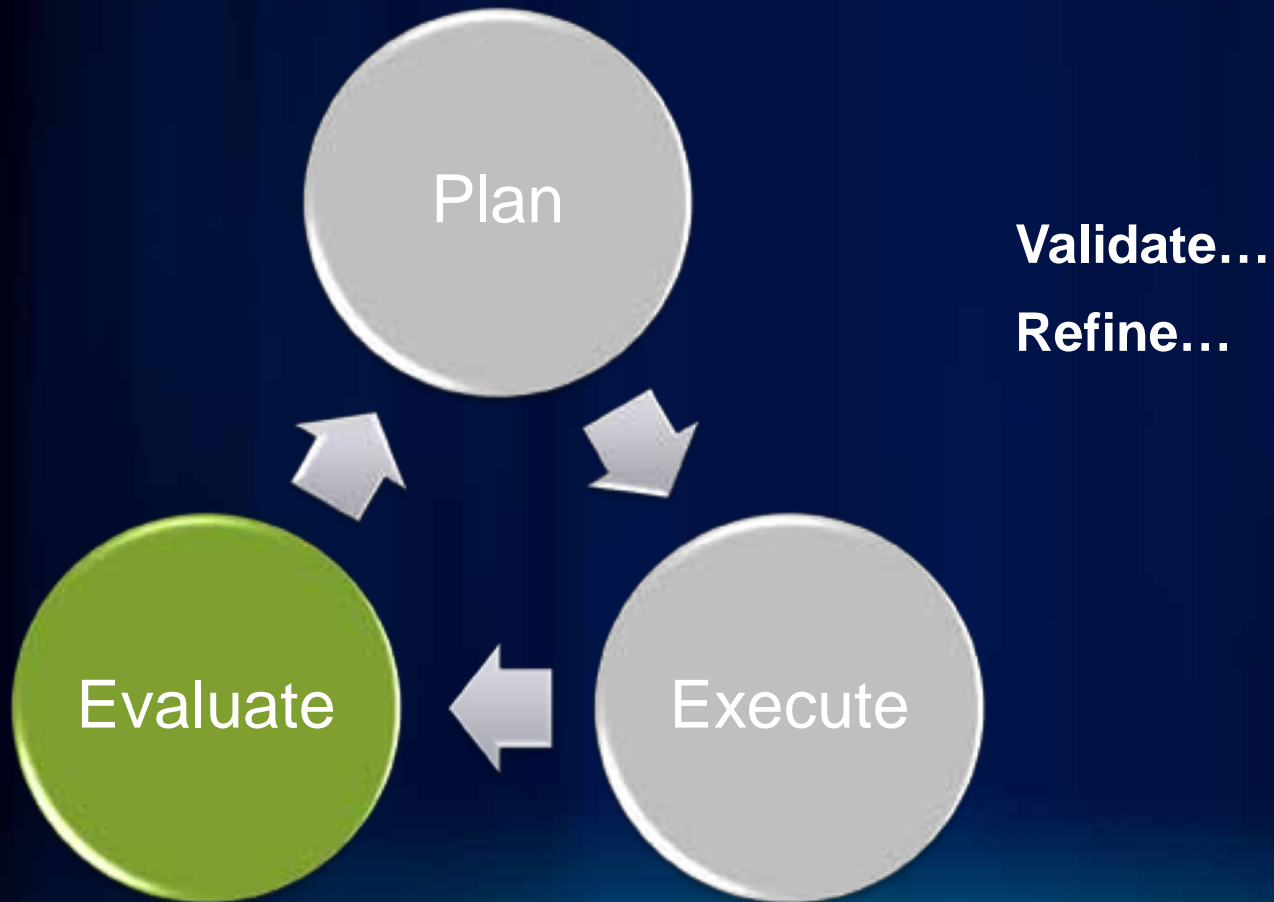 Plan
Validate…
Refine…
Evaluate
Execute